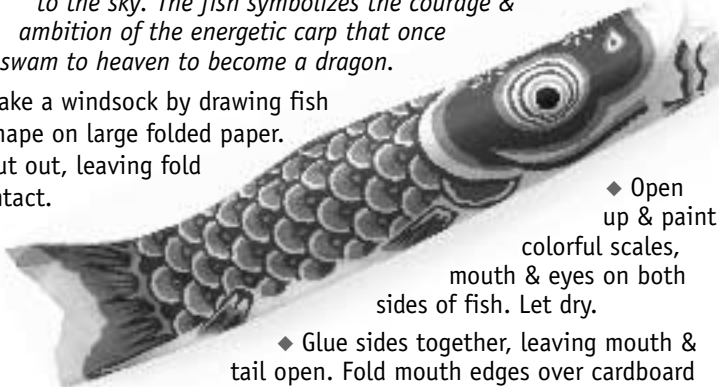 to the sky. The fish symbolizes the courage &
ambition of the energetic carp that once
swam to heaven to become a dragon.
ake a windsock by drawing fish
hape on large folded paper.
ut out, leaving fold
ntact.
◆ Open
up & paint
colorful scales,
mouth & eyes on both
sides of fish. Let dry.
◆ Glue sides together, leaving mouth &
tail open. Fold mouth edges over cardboard